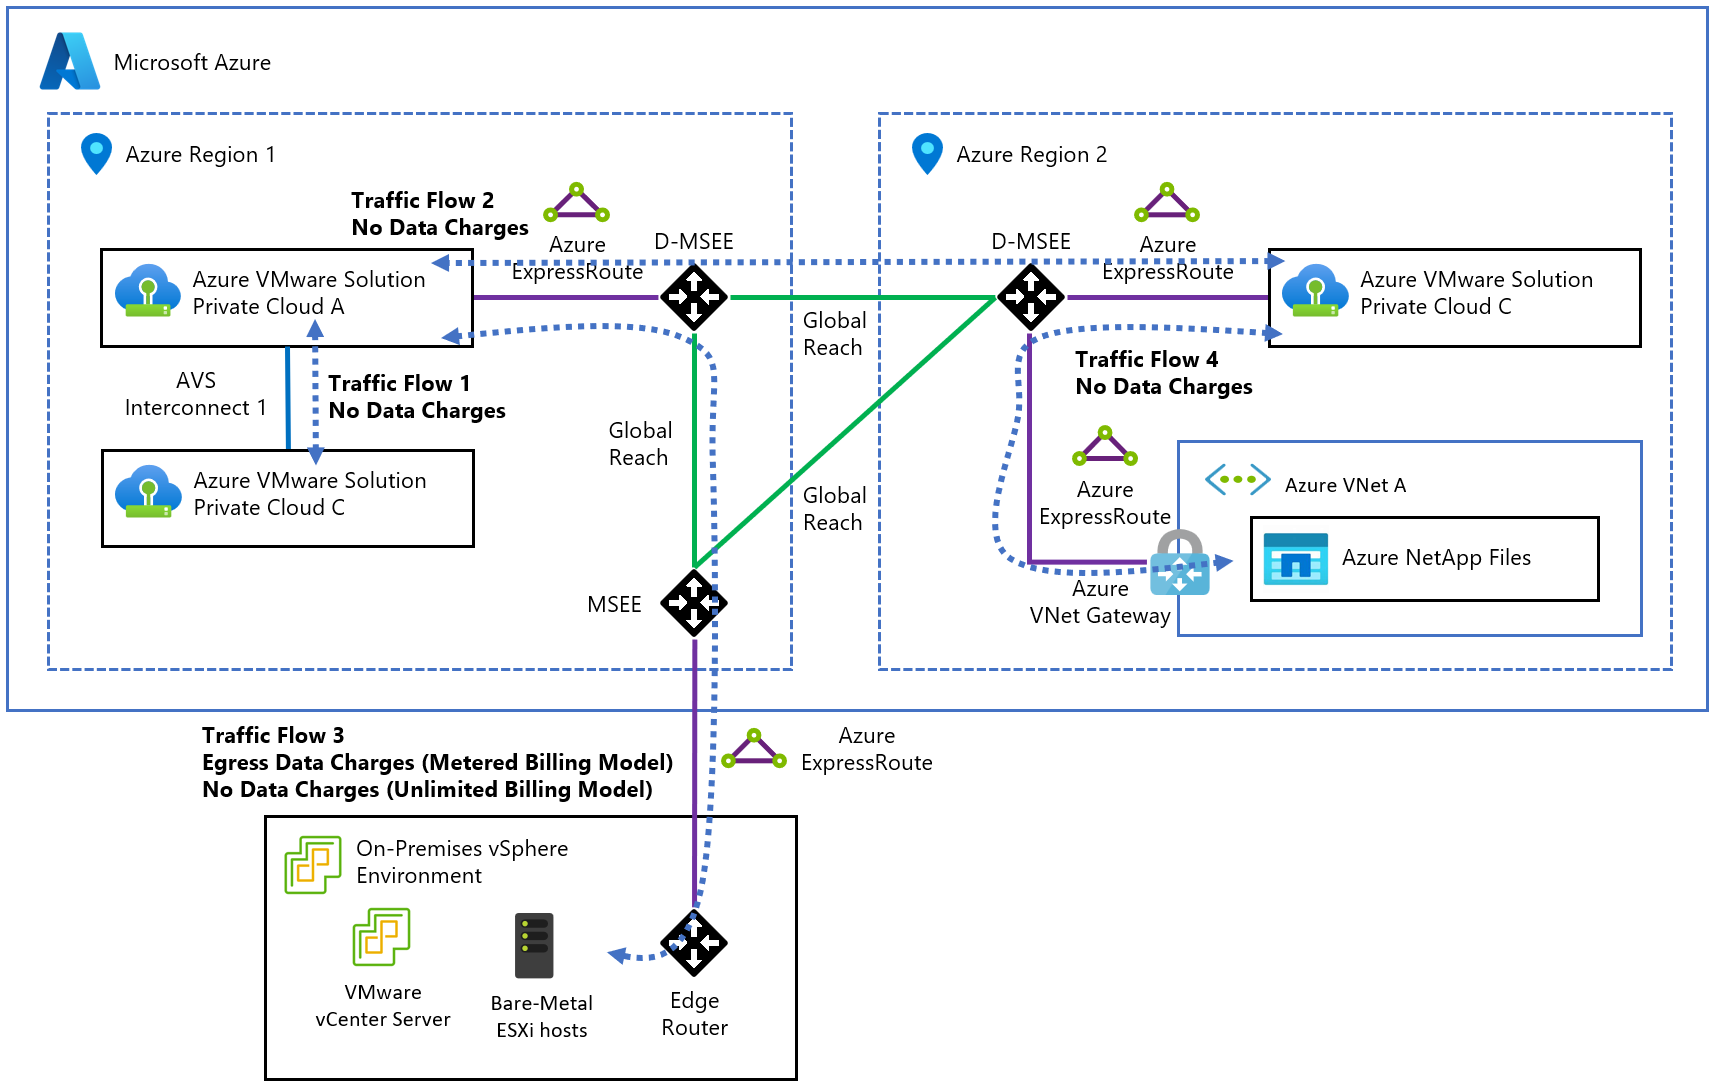 Microsoft Azure
Azure Region 1
Traffic Flow 2
No Data Charges
Azure
ExpressRoute
D-MSEE
Azure VMware Solution
Private Cloud A
Global
Reach
AVS
Interconnect 1
Traffic Flow 1
No Data Charges
Azure VMware Solution
Private Cloud C
Global
Reach
Global
Reach
MSEE
Azure Region 2
D-MSEE
Azure
ExpressRoute
Azure VMware Solution
Private Cloud C
Traffic Flow 4
No Data Charges
Azure
ExpressRoute
Azure VNet A
Azure NetApp Files
Azure
VNet Gateway
Traffic Flow 3
Egress Data Charges (Metered Billing Model)
No Data Charges (Unlimited Billing Model)
Azure
ExpressRoute
On-Premises vSphere
Environment
VMware
vCenter Server
Bare-Metal
ESXi hosts
Edge
Router